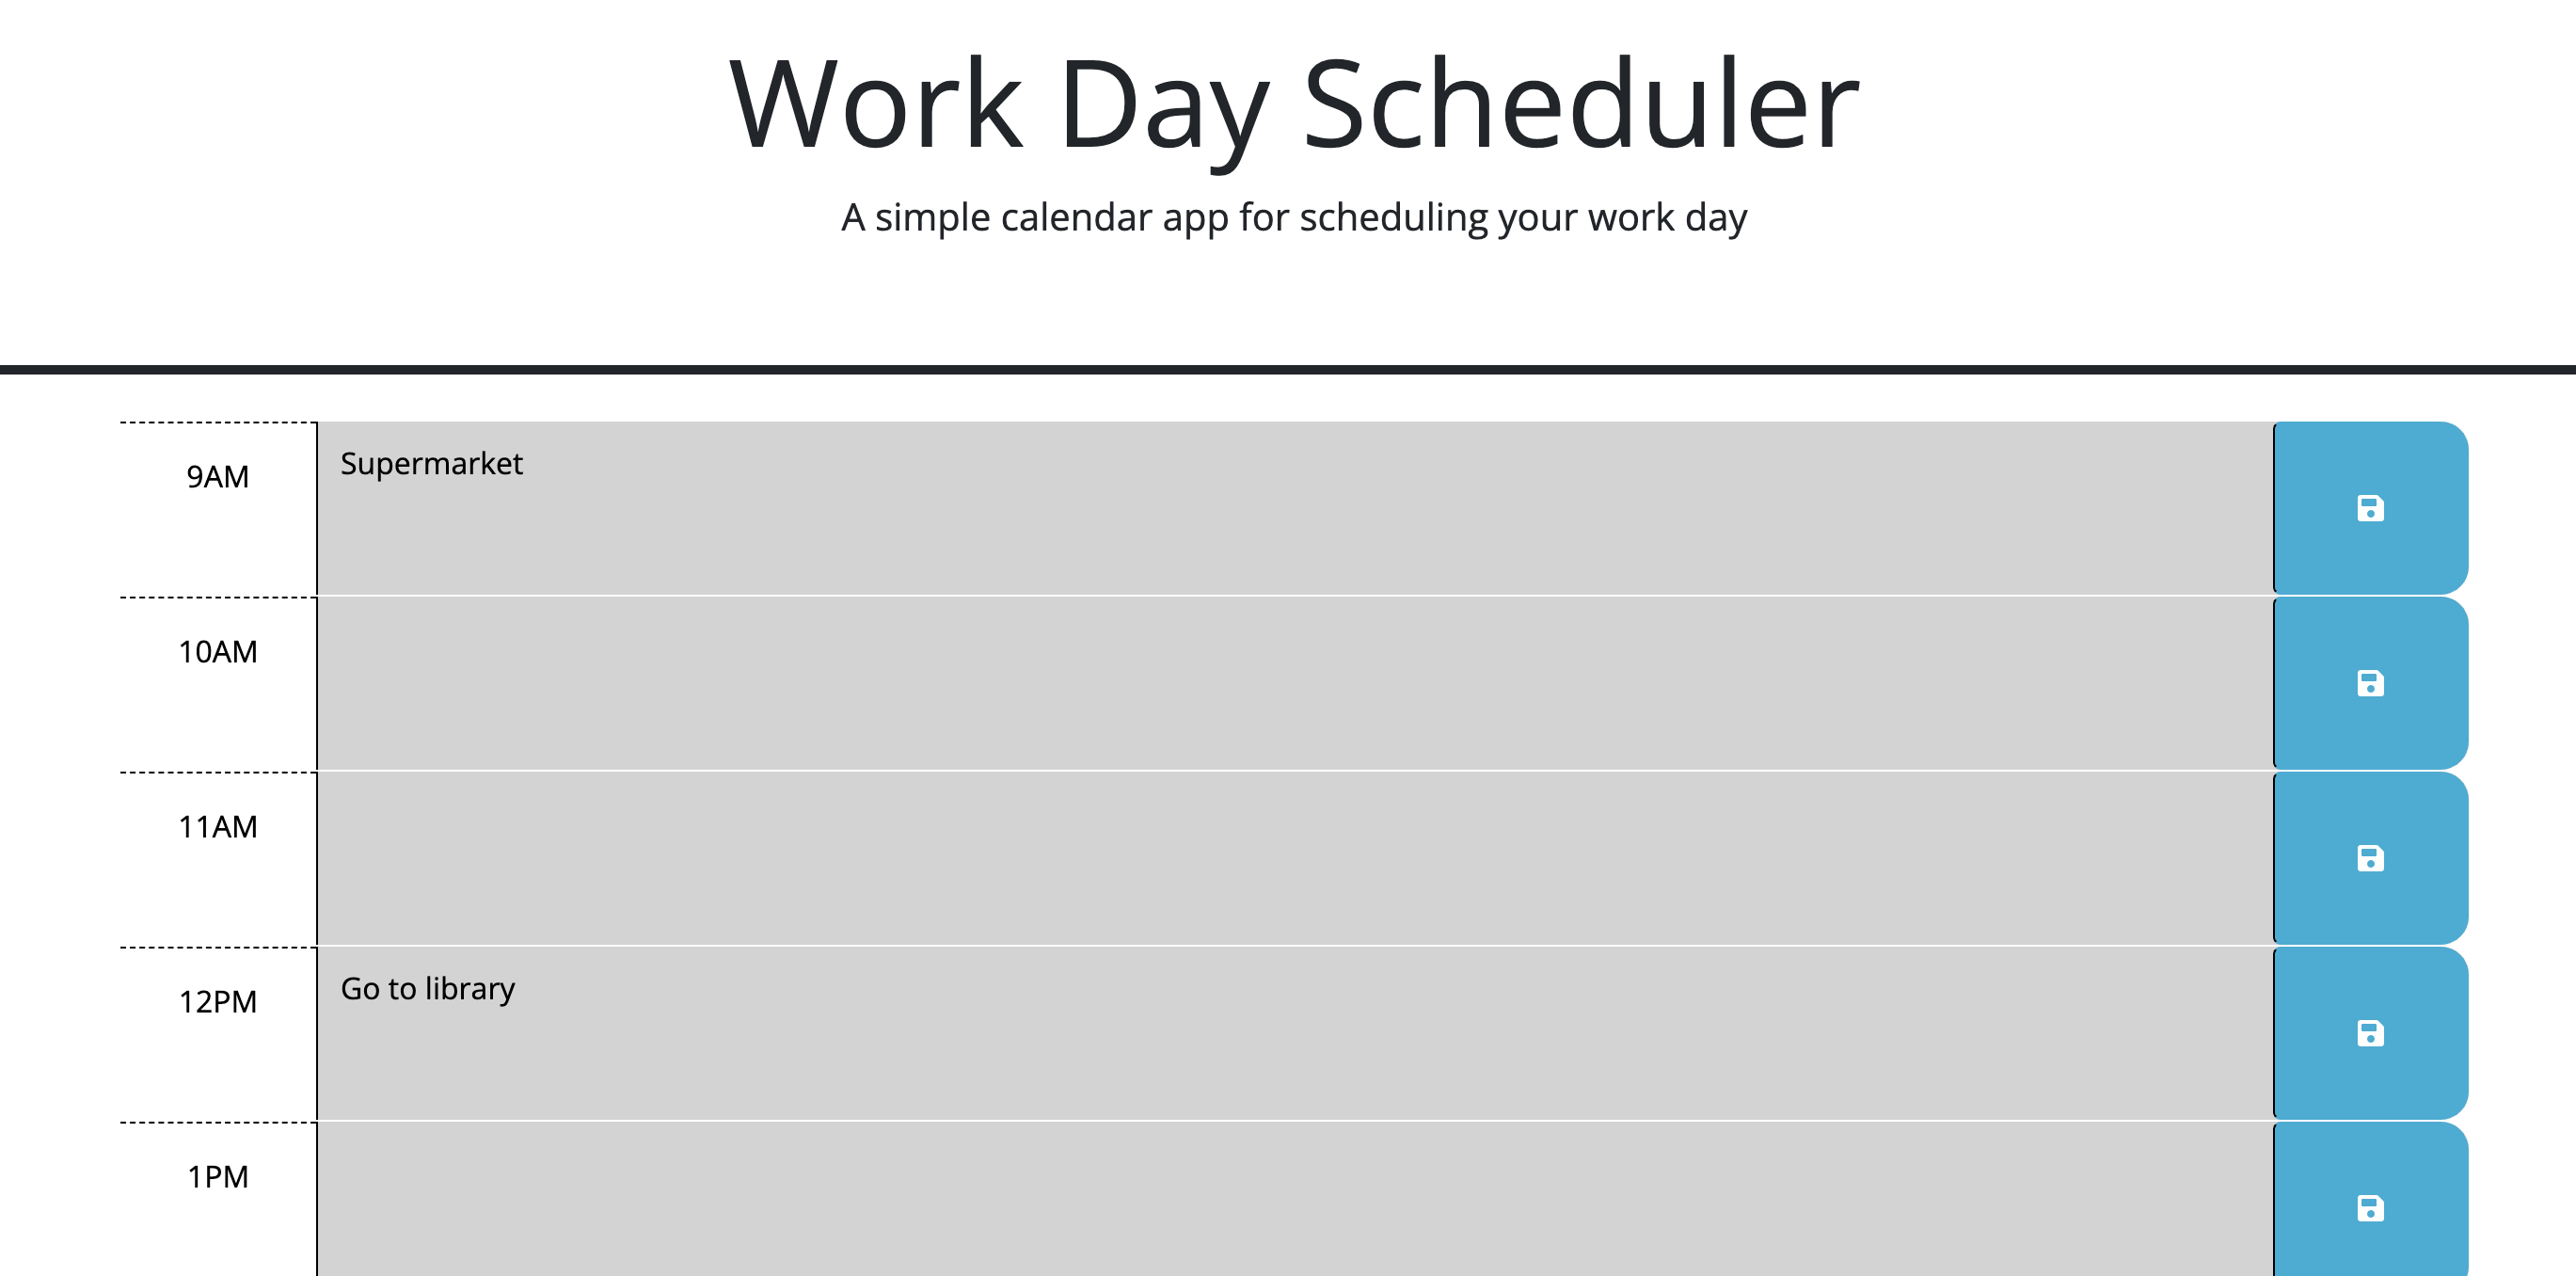 Work Day Scheduler
A simple calendar app for scheduling your work day
9AM
Supermarket
10AM
11AM
12PM
Go to library
1PM